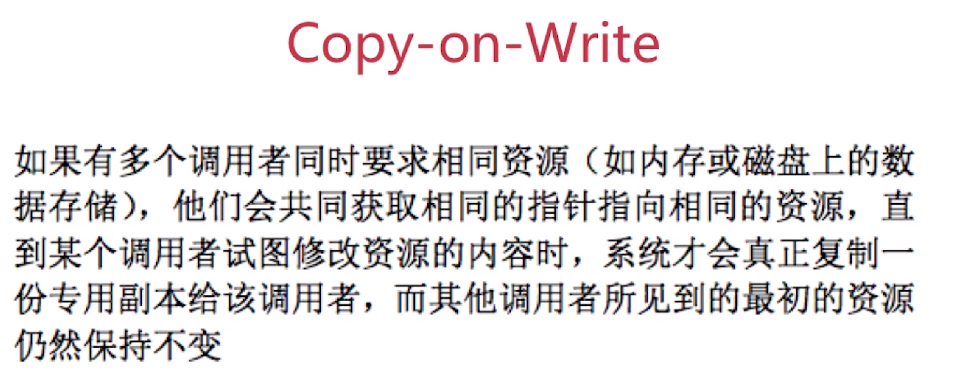 Copy-on-Write
如果有多个调用者同时要求相同资源（如内存或磁盘上的数
据存储），他们会共同获取相同的指针指向相同的资源，直
到某个调用者试图修改资源的内容时，系统才会真正复制一
份专用副本给该调用者，而其他调用者所见到的最初的资源
仍然保持不变